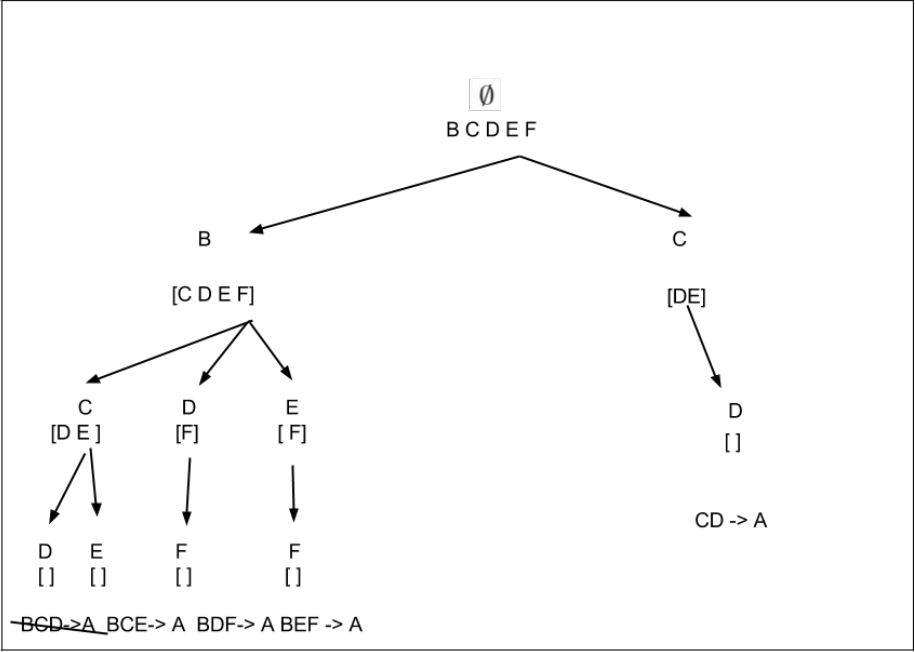 ∅
B C D E F
B C
[C D E F] [DE]
C D E D
[D E ] [F] [ F] [ ]
CD -> A
D E F F
[ ] [ ] [ ] [ ]
BCD->A BCE-> A BDF-> A BEF -> A